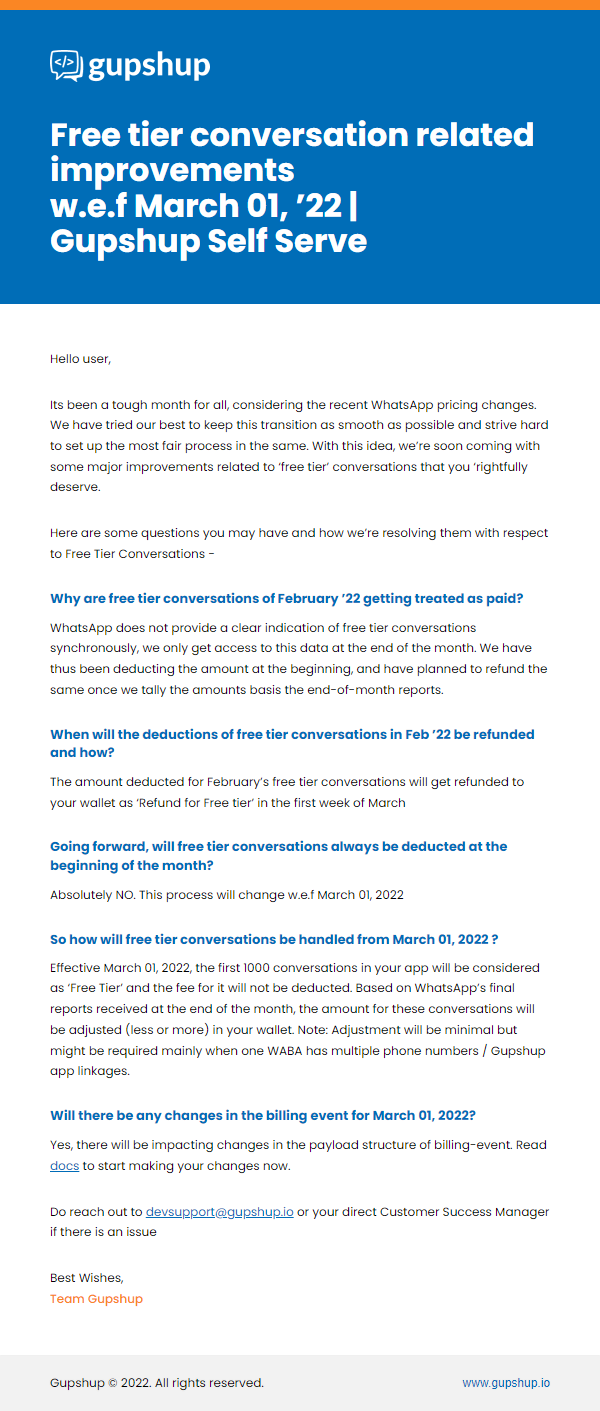 </> gupshup
Free tier conversation related
improvements
w.e.f March 01, ’22 |
Gupshup Self Serve
Hello user,
Its been a tough month for all, considering the recent WhatsApp pricing changes.
We have tried our best to keep this transition as smooth as possible and strive hard
to set up the most fair process in the same. With this idea, we’re soon coming with
some major improvements related to ‘free tier’ conversations that you ‘rightfully
deserve.
Here are some questions you may have and how we’re resolving them with respect
to Free Tier Conversations -
Why are free tier conversations of February ’22 getting treated as paid?
WhatsApp does not provide a clear indication of free tier conversations
synchronously, we only get access to this data at the end of the month. We have
thus been deducting the amount at the beginning, and have planned to refund the
same once we tally the amounts basis the end-of-month reports.
When will the deductions of free tier conversations in Feb ’22 be refunded
and how?
The amount deducted for February’s free tier conversations will get refunded to
your wallet as ‘Refund for Free tier’ in the first week of March
Going forward, will free tier conversations always be deducted at the
beginning of the month?
Absolutely NO. This process will change w.e.f March 01, 2022
So how will free tier conversations be handled from March 01, 2022 ?
Effective March 01, 2022, the first 1000 conversations in your app will be considered
as ‘Free Tier’ and the fee for it will not be deducted. Based on WhatsApp’s final
reports received at the end of the month, the amount for these conversations will
be adjusted (less or more) in your wallet. Note: Adjustment will be minimal but
might be required mainly when one WABA has multiple phone numbers / Gupshup
app linkages.
Will there be any changes in the billing event for March 01, 2022?
Yes, there will be impacting changes in the payload structure of billing-event. Read
docs to start making your changes now.
Do reach out to devsupport@gupshup.io or your direct Customer Success Manager
if there is an issue
Best Wishes,
Team Gupshup
Gupshup © 2022. All rights reserved. www.gupshup.io